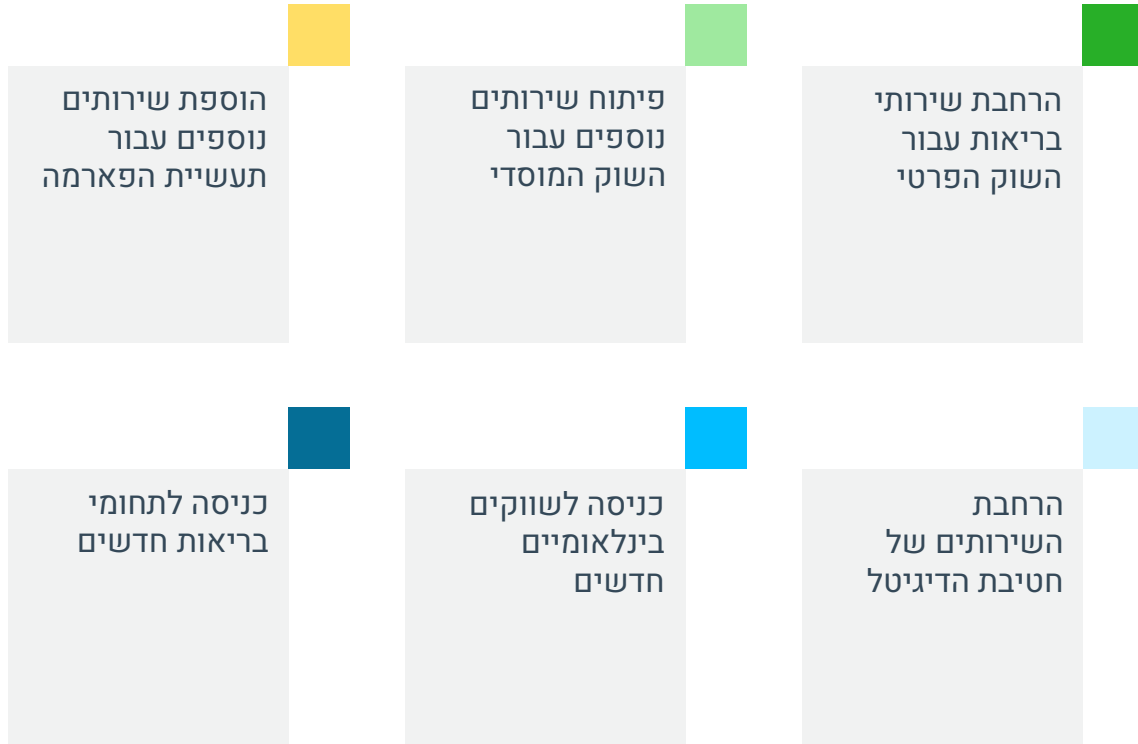 הרחבת שירותי
בריאות עבור
השוק הפרטי
פיתוח שירותים
נוספים עבור
השוק המוסדי
הוספת שירותים
נוספים עבור
תעשיית הפארמה
הרחבת
השירותים של
חטיבת הדיגיטל
כניסה לשווקים
בינלאומיים
חדשים
כניסה לתחומי
בריאות חדשים